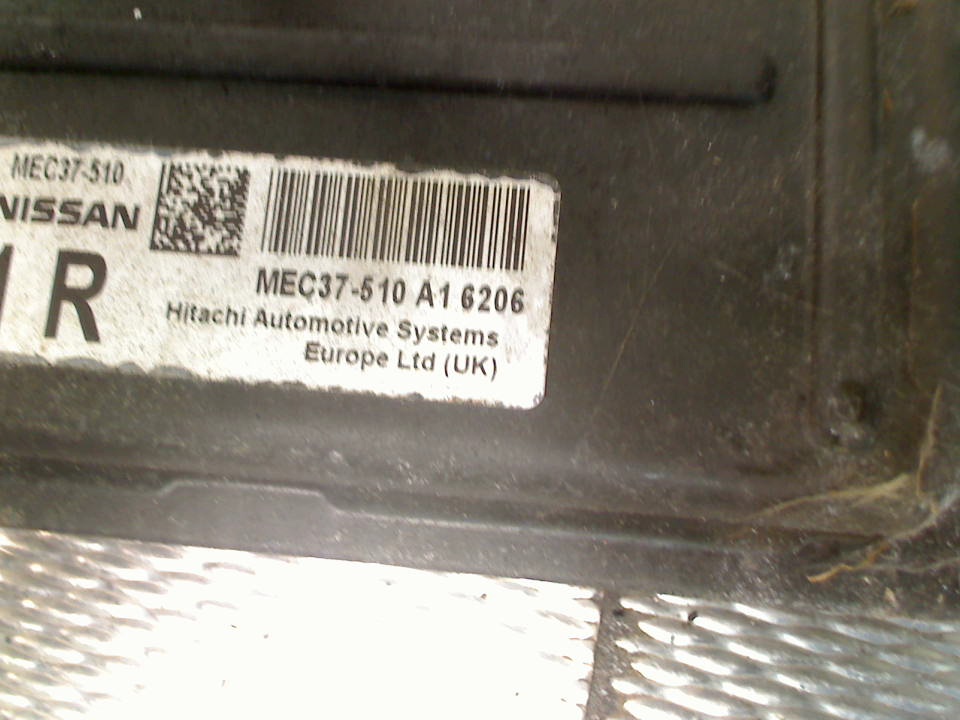 MEC37-510
NISSAN
R
MEC37-510 A1 6206
Hitachi Automotive Systems
Europe Ltd (UK)